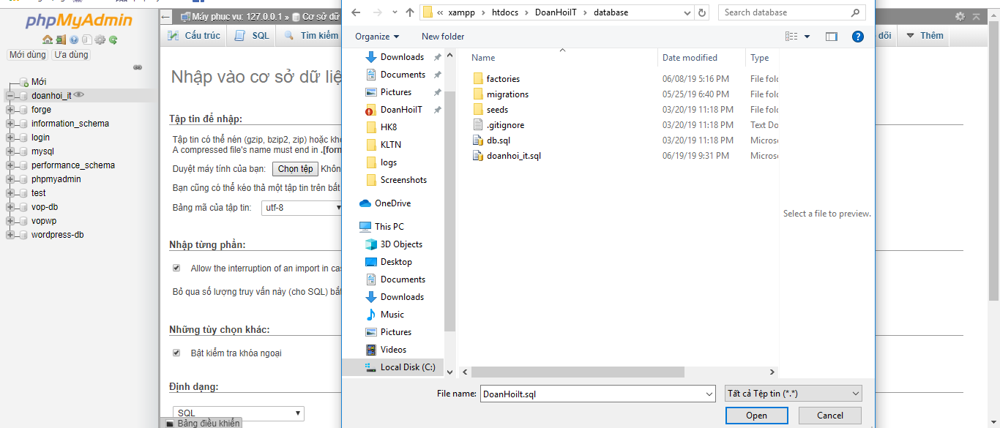 phpMyAdmin
Mới dùng
Ưa dùng
Mới
doanhoi_it
forge
information_schema
login
mysql
performance_schema
phpmyadmin
test
vop-db
vopwp
wordpress-db
Máy phục vụ: 127.0.0.1 »
Cơ sở dữ
Cấu trúc
SQL
Tìm kiếm
dõi
Thêm
Nhập vào cơ sở dữ liệ
Tập tin để nhập:
Tập tin có thể nén (gzip, bzip2, zip) hoặc khô
A compressed file's name must end in .[forn
Duyệt máy tính của bạn:
Chọn tệp
Khôn
Bạn cũng có thể kéo thả một tập tin trên bất
Bảng mã của tập tin:
utf-8
Nhập từng phần:
Allow the interruption of an import in cas
Bỏ qua số lượng truy vấn này (cho SQL) bắt
Những tùy chọn khác:
Bật kiểm tra khóa ngoại
Định dạng:
SQL
Bảng điều khiển
« xampp › htdocs › DoanHoiIT › database
Search database
Organize
New folder
Downloads
Documents
Pictures
DoanHoiIT
HK8
KLTN
logs
Screenshots
OneDrive
This PC
3D Objects
Desktop
Documents
Downloads
Music
Pictures
Videos
Local Disk (C:)
Name Date modified Type
factories 06/08/19 5:16 PM File fold
migrations 05/25/19 6:40 PM File fold
seeds 03/20/19 11:18 PM File fold
.gitignore 03/20/19 11:18 PM Text Do
db.sql 03/20/19 11:18 PM Microso
doanhoi_it.sql 06/19/19 9:31 PM Microso
Select a file to preview.
File name:
DoanHoiIt.sql
Tất cả Tệp tin (*.*)
Open
Cancel